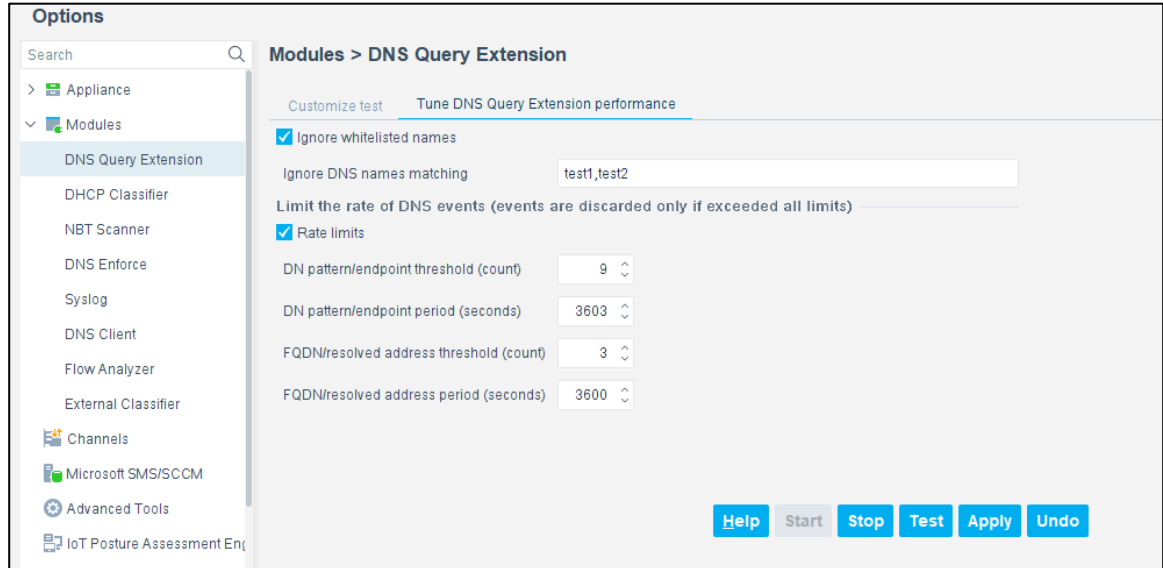 Options
Search
Appliance
Modules
DNS Query Extension
DHCP Classifier
NBT Scanner
DNS Enforce
Syslog
DNS Client
Flow Analyzer
External Classifier
Channels
Microsoft SMS/SCCM
Advanced Tools
IoT Posture Assessment Eng
Modules > DNS Query Extension
Customize test Tune DNS Query Extension performance
Ignore whitelisted names
Ignore DNS names matching test1,test2
Limit the rate of DNS events (events are discarded only if exceeded all limits)
Rate limits
DN pattern/endpoint threshold (count) 9
DN pattern/endpoint period (seconds) 3603
FQDN/resolved address threshold (count) 3
FQDN/resolved address period (seconds) 3600
Help Start Stop Test Apply Undo